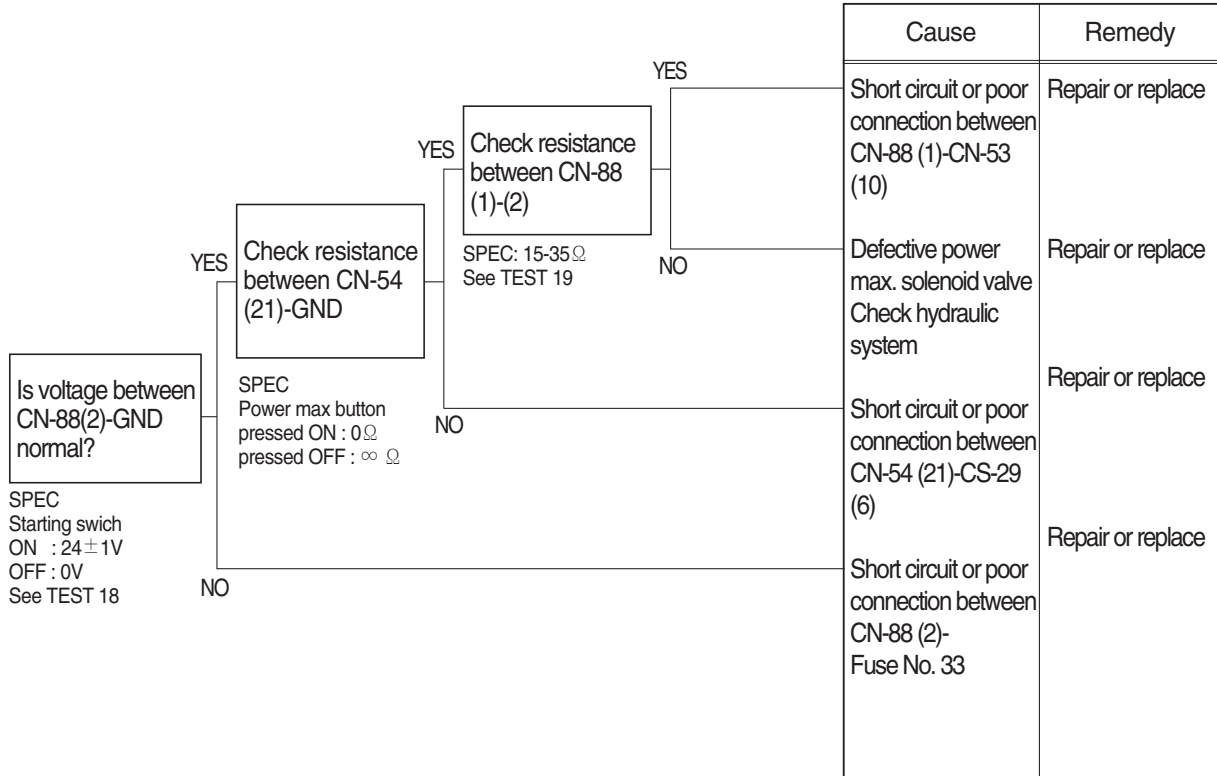 Is voltage between
CN-88(2)-GND
normal?
SPEC
Starting swich
ON : 24±1V
OFF : 0V
See TEST 18
YES
NO
Check resistance
between CN-54
(21)-GND
SPEC
Power max button
pressed ON : 0Ω
pressed OFF : ∞ Ω
YES
NO
Check resistance
between CN-88
(1)-(2)
SPEC: 15-35Ω
See TEST 19
YES
NO
Cause
Remedy
Short circuit or poor
connection between
CN-88 (1)-CN-53
(10)
Repair or replace
Defective power
max. solenoid valve
Check hydraulic
system
Repair or replace
Short circuit or poor
connection between
CN-54 (21)-CS-29
(6)
Repair or replace
Short circuit or poor
connection between
CN-88 (2)-
Fuse No. 33
Repair or replace